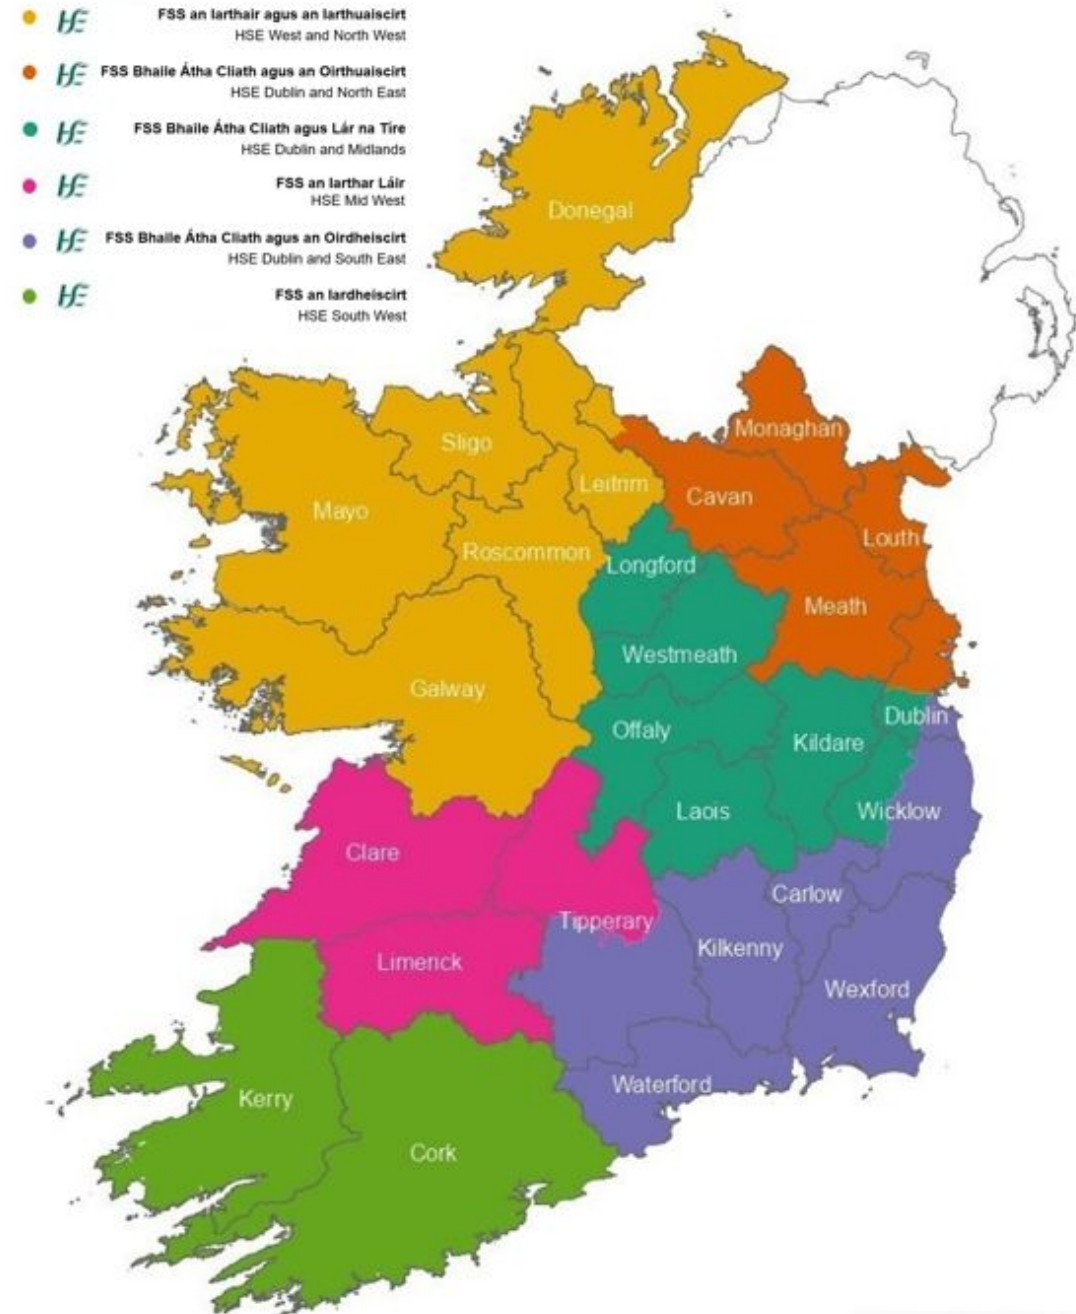 FSS an Iarthair agus an Iarthuaiscirt
HSE West and North West
FSS Bhaile Átha Cliath agus an Oirthuaiscirt
HSE Dublin and North East
FSS Bhaile Átha Cliath agus Lár na Tíre
HSE Dublin and Midlands
FSS an Iarthar Láir
HSE Mid West
FSS Bhaile Átha Cliath agus an Oirdheiscirt
HSE Dublin and South East
FSS an Iardheiscirt
HSE South West
Donegal
Monaghan
Sligo
Leitrim
Cavan
Mayo
Louth
Roscommon
Longford
Meath
Westmeath
Galway
Dublin
Offaly
Kildare
Laois
Wicklow
Clare
Carlow
Tipperary
Kilkenny
Limerick
Wexford
Waterford
Kerry
Cork